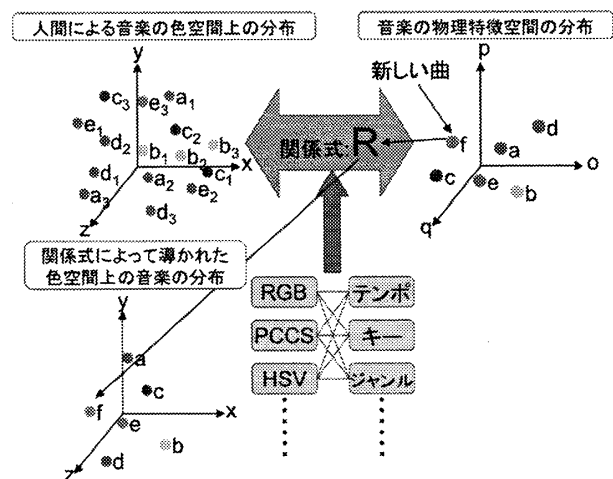 人間による音楽の色空間上の分布
音楽の物理特徴空間の分布
y
c3
e3
a1
e1
d2
c2
b1
b2
b3
x
d1
a3
a2
c1
e2
z
d3
関係式:R
新しい曲
p
f
d
a
o
c
e
b
q
関係式によって導かれた
色空間上の音楽の分布
y
a
c
f
e
x
b
z
d
RGB
テンポ
PCCS
キー
HSV
ジャンル